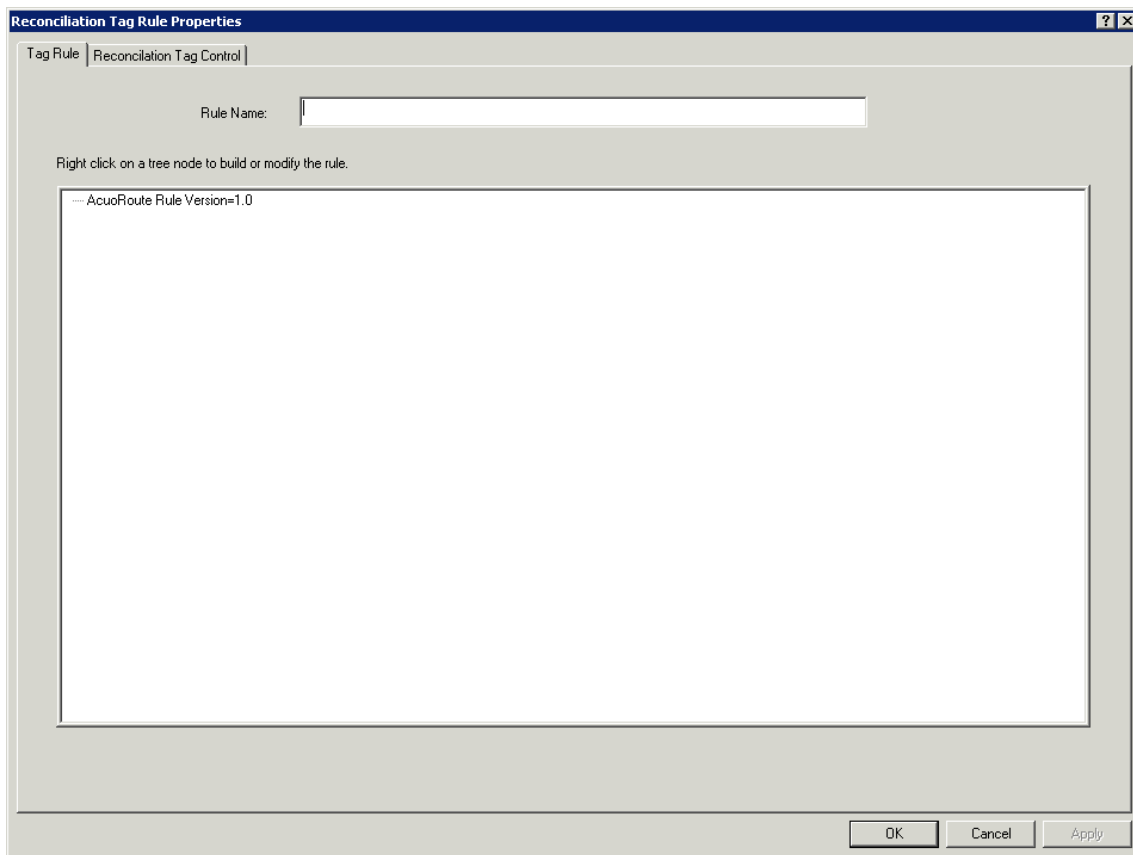 Reconciliation Tag Rule Properties
Tag Rule Reconcilation Tag Control
Rule Name:
Right click on a tree node to build or modify the rule.
AcuoRoute Rule Version=1.0
OK Cancel Apply